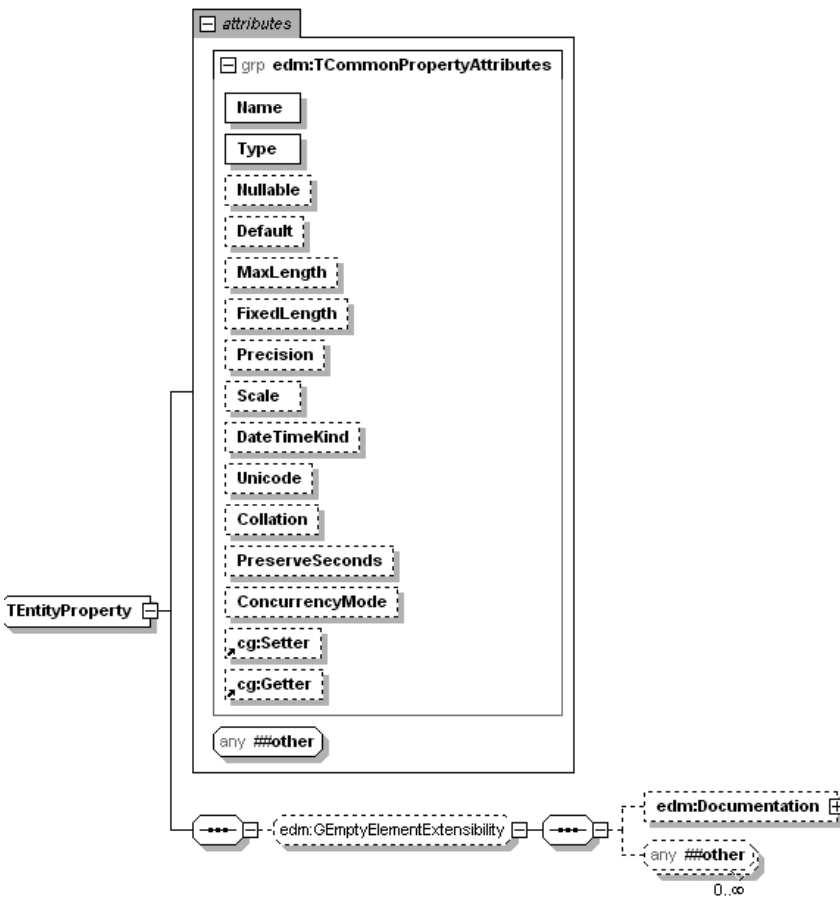 attributes
grp edm:TCommonPropertyAttributes
Name
Type
Nullable
Default
MaxLength
FixedLength
Precision
Scale
DateTimeKind
Unicode
Collation
PreserveSeconds
ConcurrencyMode
cg:Setter
cg:Getter
any ##other
TEntityProperty
edm:GEmptyElementExtensibility
edm:Documentation
any ##other
0..∞